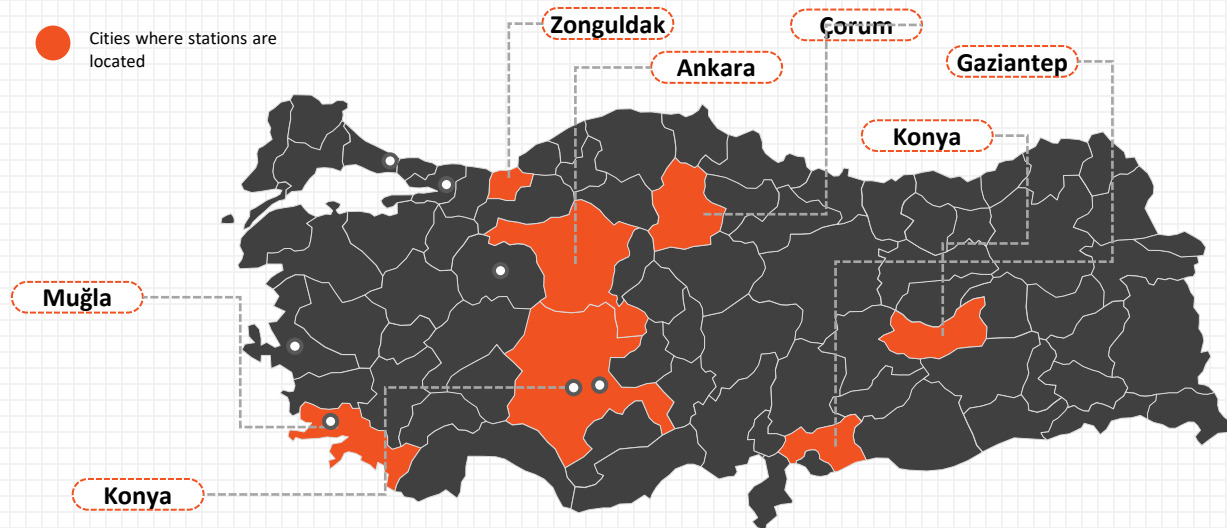 Cities where stations are
located
Zonguldak
Çorum
Ankara
Gaziantep
Konya
Muğla
Konya